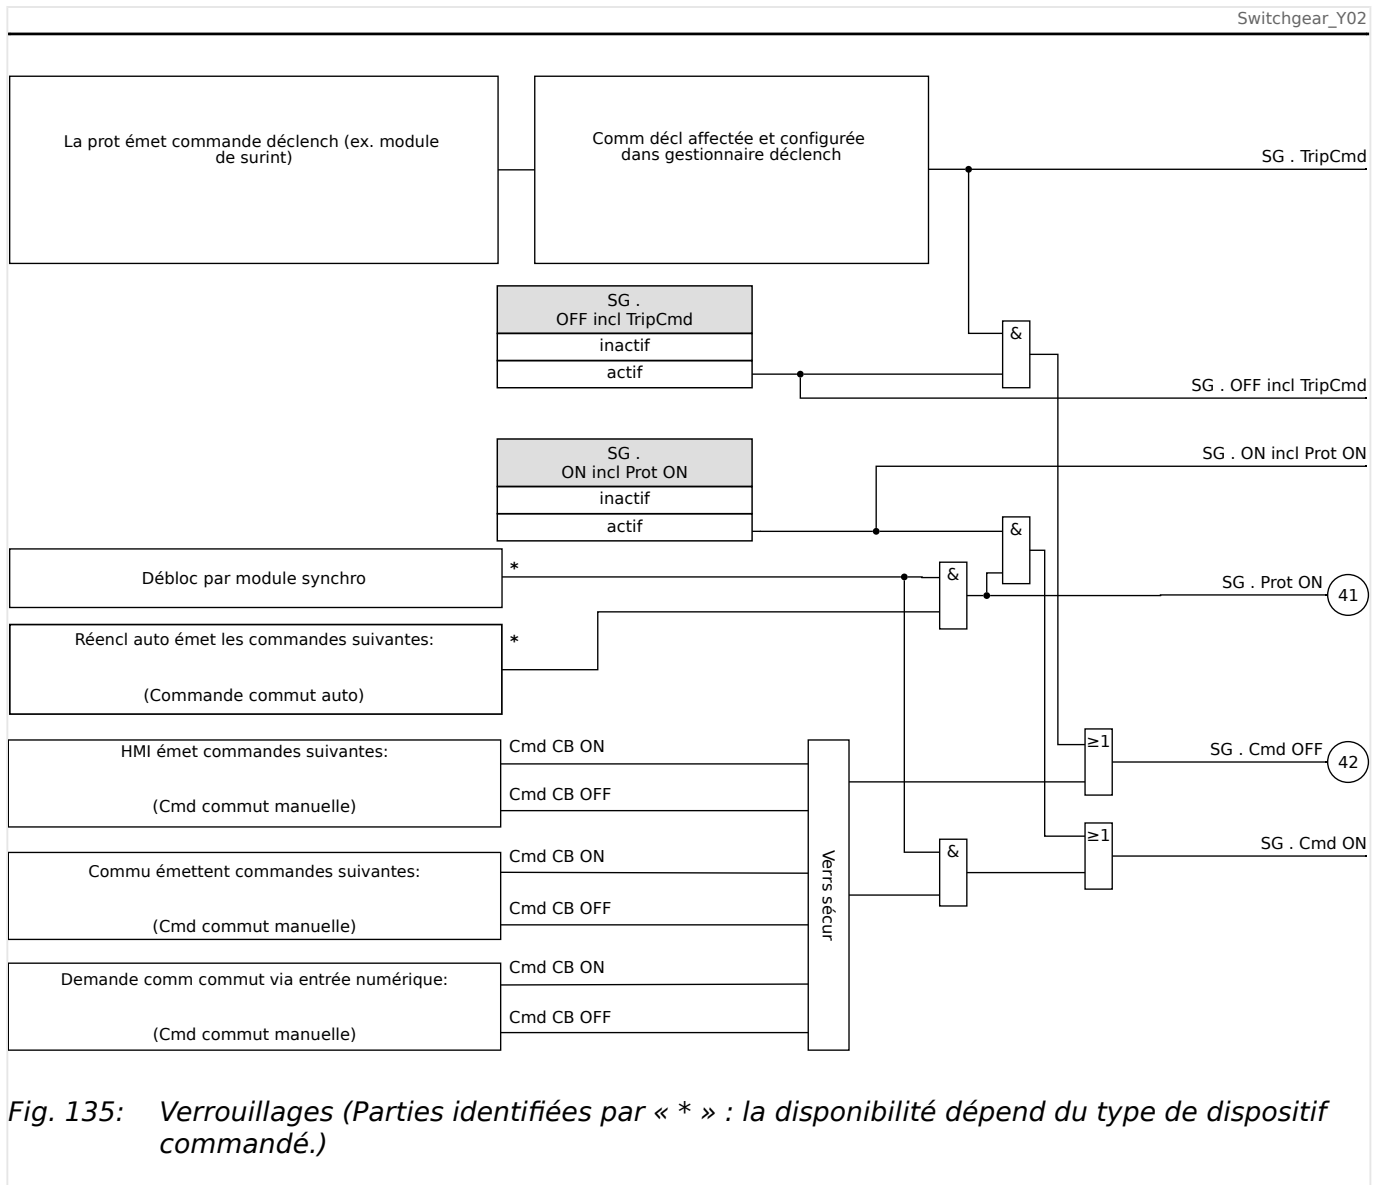 Switchgear_Y02
La prot émet commande déclench (ex. module
de surint)
Comm décl affectée et configurée
dans gestionnaire déclench
SG . TripCmd
SG .
OFF incl TripCmd
inactif
actif
&
SG . OFF incl TripCmd
SG .
ON incl Prot ON
inactif
actif
SG . ON incl Prot ON
&
Débloc par module synchro
*
&
SG . Prot ON
41
Réencl auto émet les commandes suivantes:
(Commande commut auto)
*
HMI émet commandes suivantes:
(Cmd commut manuelle)
Cmd CB ON
Cmd CB OFF
≥1
SG . Cmd OFF
42
Commu émettent commandes suivantes:
(Cmd commut manuelle)
Cmd CB ON
Cmd CB OFF
Verrs sécur
&
≥1
SG . Cmd ON
Demande comm commut via entrée numérique:
(Cmd commut manuelle)
Cmd CB ON
Cmd CB OFF
Fig. 135: Verrouillages (Parties identifiées par « * » : la disponibilité dépend du type de dispositif
commandé.)